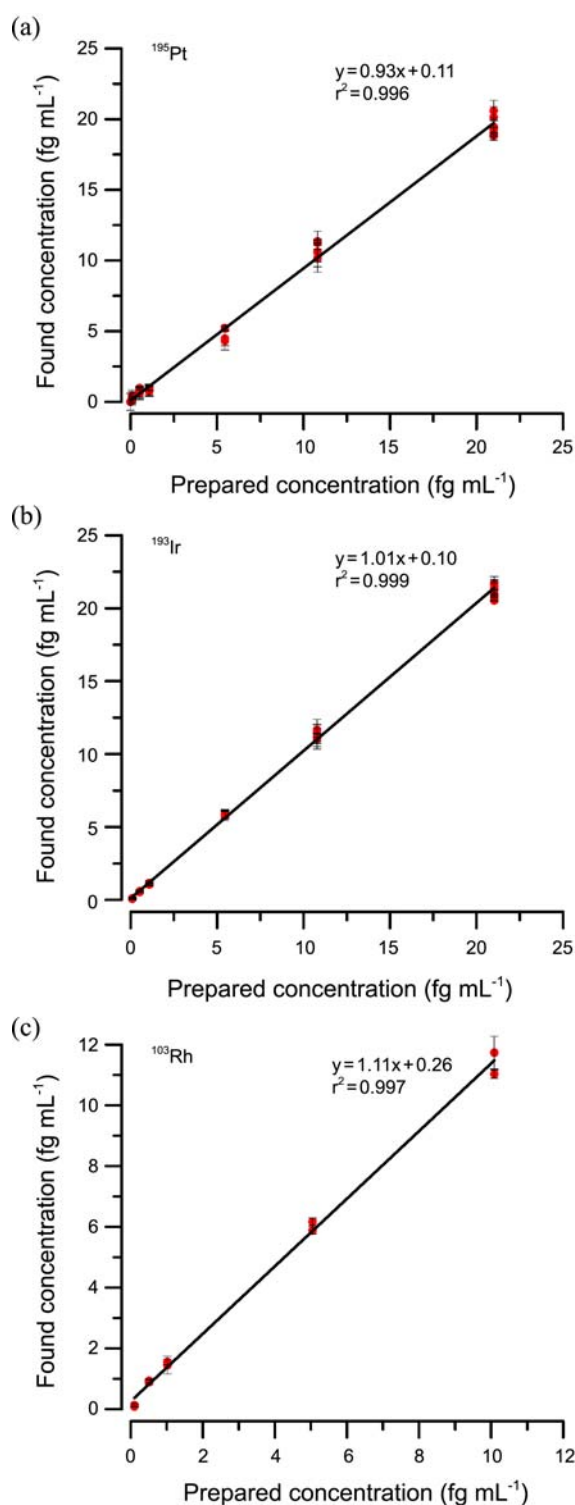 (a)
¹⁹⁵Pt
y=0.93x+0.11
r²=0.996
25
20
15
10
5
0
Found concentration (fg mL⁻¹)
0 5 10 15 20 25
Prepared concentration (fg mL⁻¹)
(b)
¹⁹³Ir
y=1.01x+0.10
r²=0.999
25
20
15
10
5
0
Found concentration (fg mL⁻¹)
0 5 10 15 20 25
Prepared concentration (fg mL⁻¹)
(c)
¹⁰³Rh
y=1.11x+0.26
r²=0.997
12
10
8
6
4
2
0
Found concentration (fg mL⁻¹)
0 2 4 6 8 10 12
Prepared concentration (fg mL⁻¹)